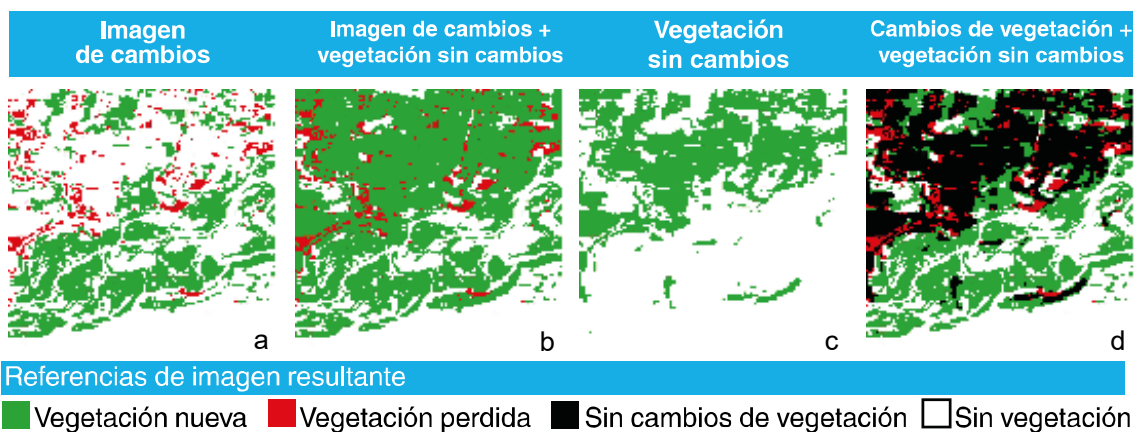 Imagen
de cambios
Imagen de cambios +
vegetación sin cambios
Vegetación
sin cambios
Cambios de vegetación +
vegetación sin cambios
a
b
c
d
Referencias de imagen resultante
Vegetación nueva
Vegetación perdida
Sin cambios de vegetación
Sin vegetación